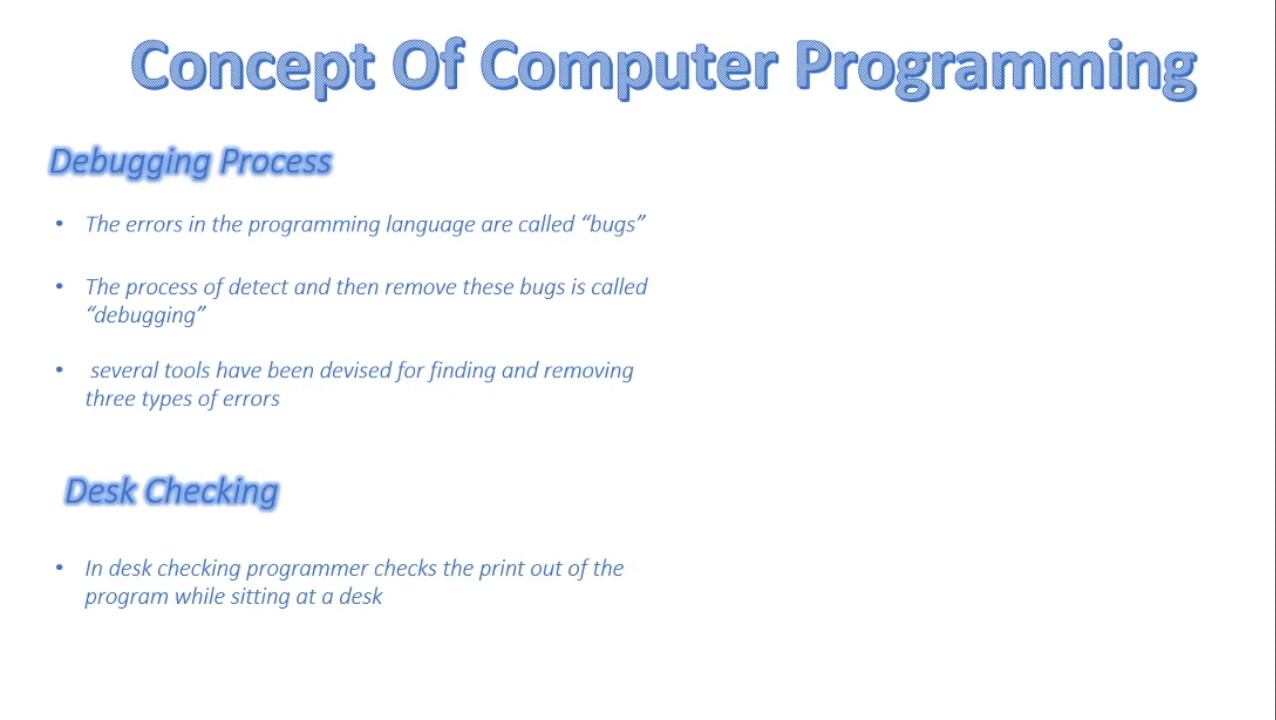 Concept Of Computer Programming
Debugging Process
• The errors in the programming language are called “bugs”
• The process of detect and then remove these bugs is called
“debugging”
• several tools have been devised for finding and removing
three types of errors
Desk Checking
• In desk checking programmer checks the print out of the
program while sitting at a desk